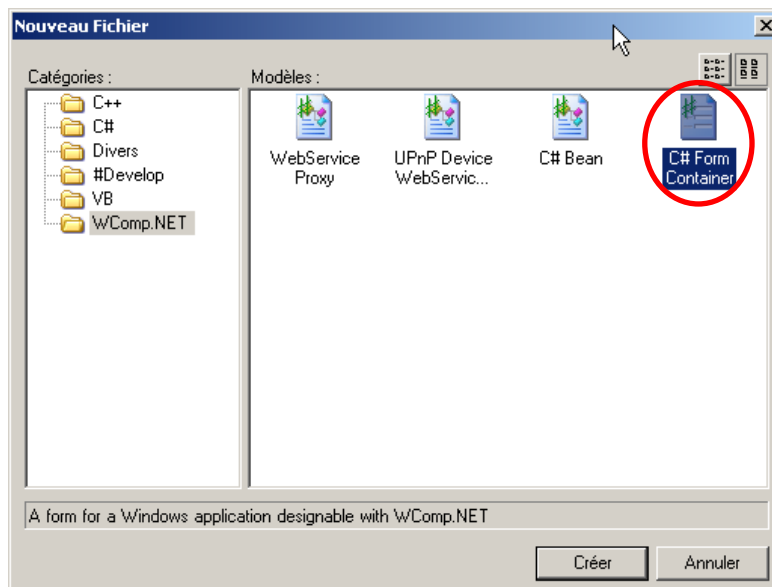 Nouveau Fichier
Catégories :
Modèles :
C++
C#
Divers
#Develop
VB
WComp.NET
WebService
Proxy
UPnP Device
WebServic...
C# Bean
C# Form
Container
A form for a Windows application designable with WComp.NET
Créer
Annuler